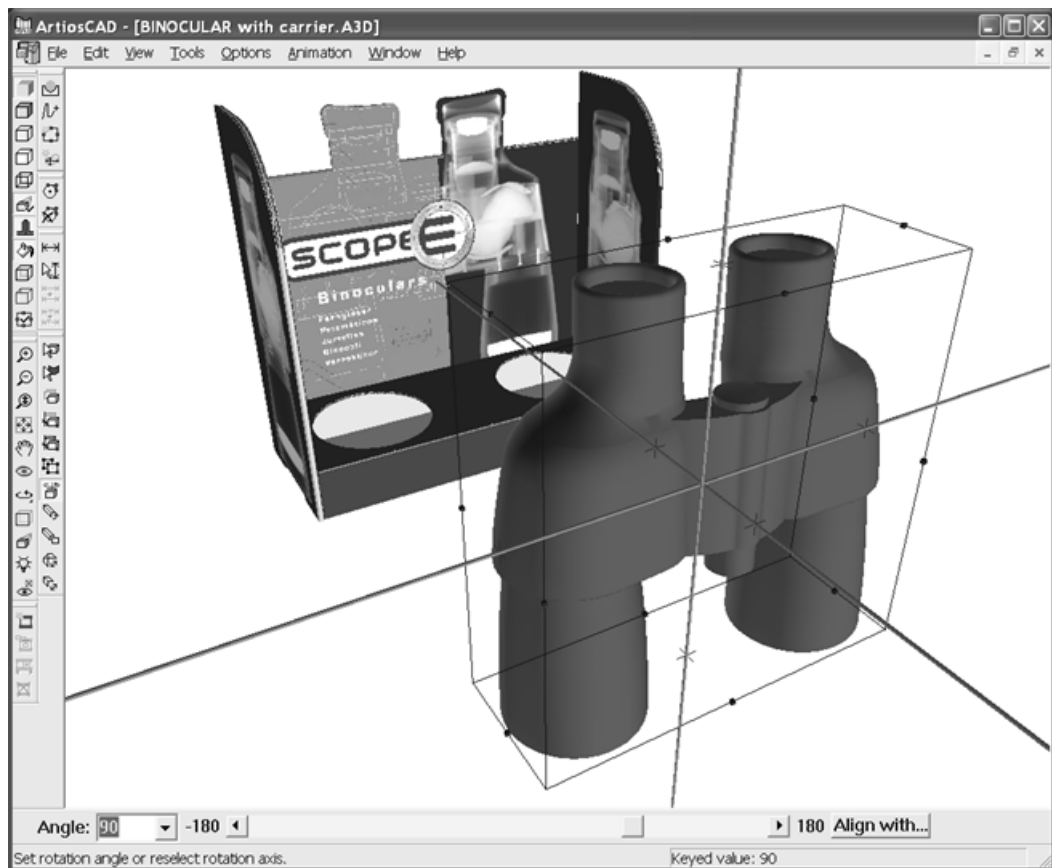 ArtiosCAD - [BINOCULAR with carrier.A3D]
File Edit View Tools Options Animation Window Help
SCOPE
Binoculars
Angle: 90 -180 180 Align with...
Set rotation angle or reselect rotation axis. Keyed value: 90